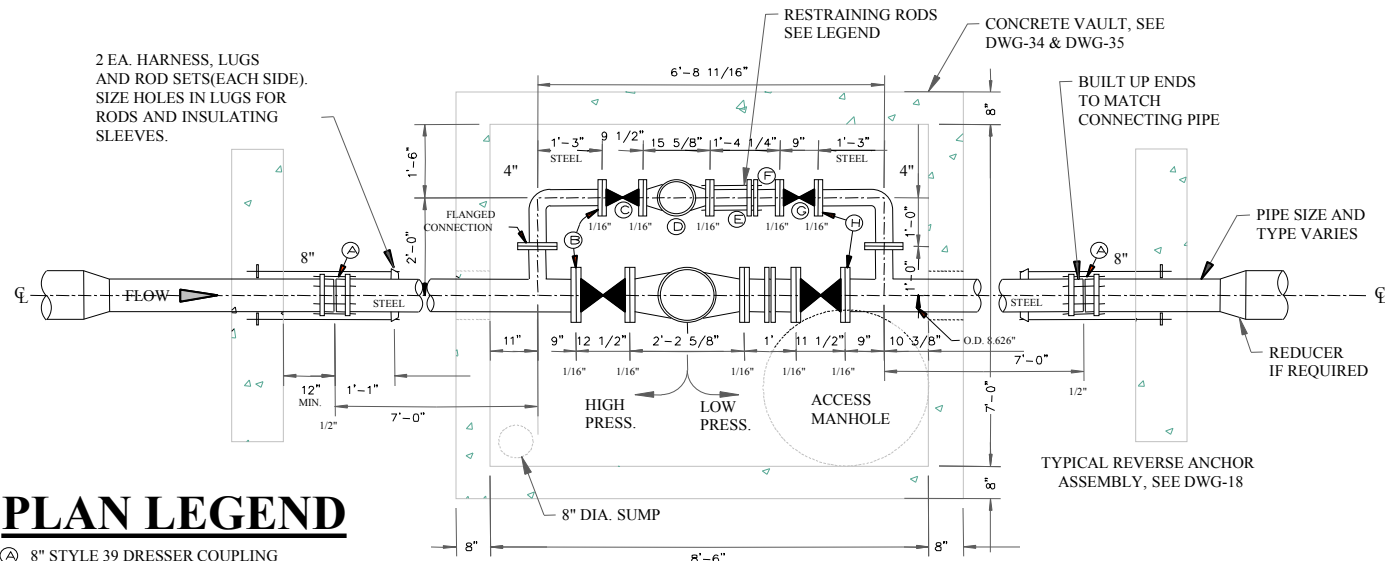 RESTRAINING RODS
SEE LEGEND
CONCRETE VAULT, SEE
DWG-34 & DWG-35
2 EA. HARNESS, LUGS
AND ROD SETS(EACH SIDE).
SIZE HOLES IN LUGS FOR
RODS AND INSULATING
SLEEVES.
6'-8 11/16"
BUILT UP ENDS
TO MATCH
CONNECTING PIPE
8"
1'-6"
1'-3" 9 1/2" 15 5/8" 1'-4 1/4" 9" 1'-3"
STEEL STEEL
4" 4"
F
C D E G
FLANGED
CONNECTION
B 1/16" 1/16" 1/16" 1/16" 1/16" H
2'-0" 1'-0" 1'-0"
PIPE SIZE AND
TYPE VARIES
A 8" A 8"
CL FLOW STEEL STEEL CL
11" 9" 12 1/2" 2'-2 5/8" 1' 11 1/2" 9" 10 3/8"
O.D. 8.626"
1/16" 1/16" 1/16" 1/16" 1/16"
7'-0"
REDUCER
IF REQUIRED
12" 1'-1"
MIN.
7'-0"
1/2"
HIGH
PRESS.
LOW
PRESS.
ACCESS
MANHOLE
1/2"
7'-0"
TYPICAL REVERSE ANCHOR
ASSEMBLY, SEE DWG-18
8"
8" DIA. SUMP
PLAN LEGEND
A 8" STYLE 39 DRESSER COUPLING
8" 8'-6" 8"